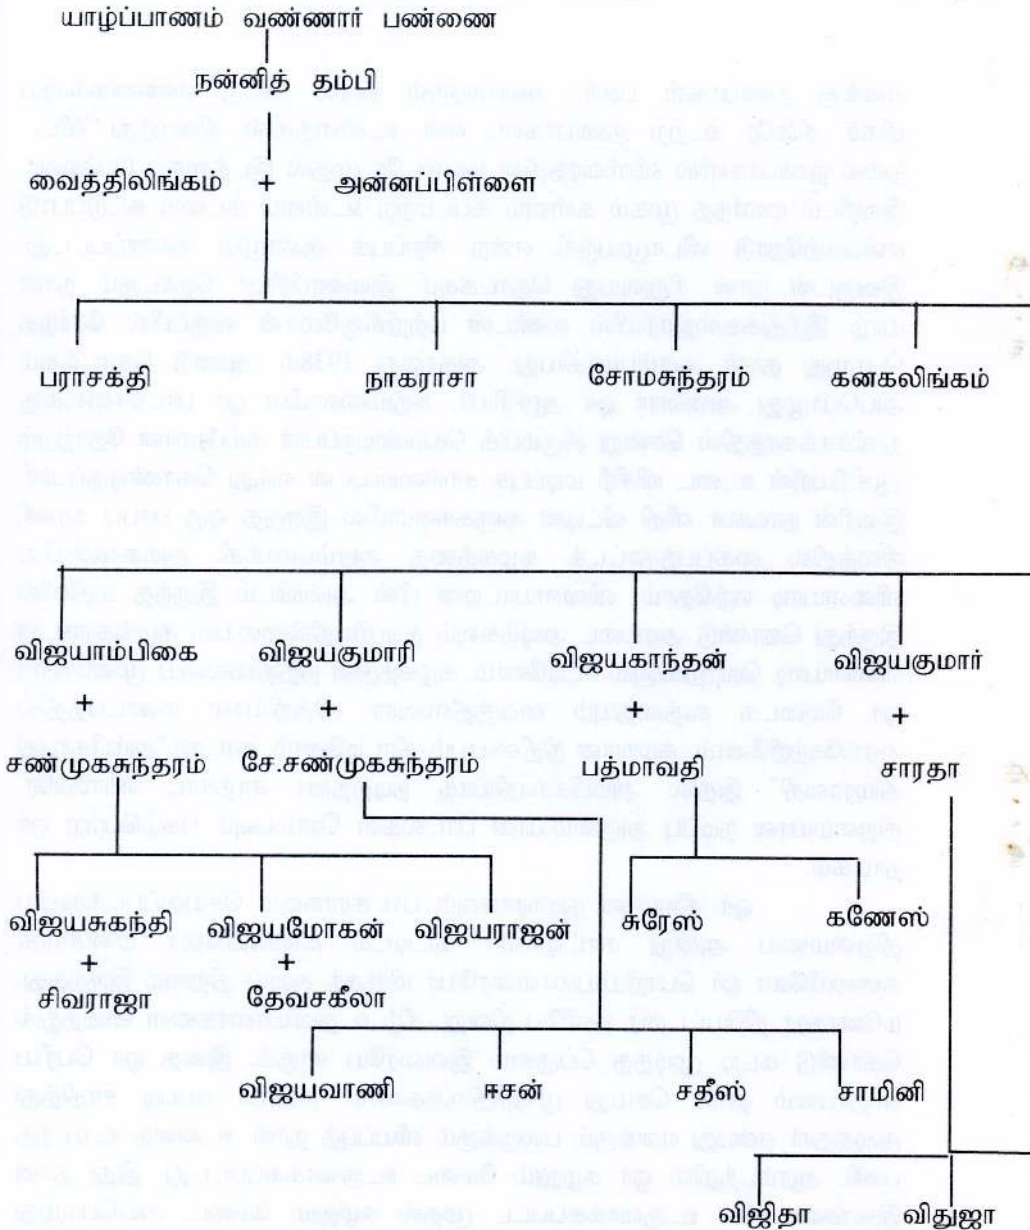 யாழ்ப்பாணம் வண்ணார் பண்ணை
நன்னித் தம்பி
வைத்திலிங்கம் + அன்னப்பிள்ளை
பராசக்தி நாகராசா சோமசுந்தரம் கனகலிங்கம்
விஜயாம்பிகை விஜயகுமாரி விஜயகாந்தன் விஜயகுமார்
+ + + +
சண்முகசுந்தரம் சே.சண்முகசுந்தரம் பத்மாவதி சாரதா
விஜயசுகந்தி விஜயமோகன் விஜயராஜன் சுரேஸ் கணேஸ்
+ +
சிவராஜா தேவசகீலா
விஜயவாணி ஈசன் சதீஸ் சாமினி
விஜிதா விதுஜா